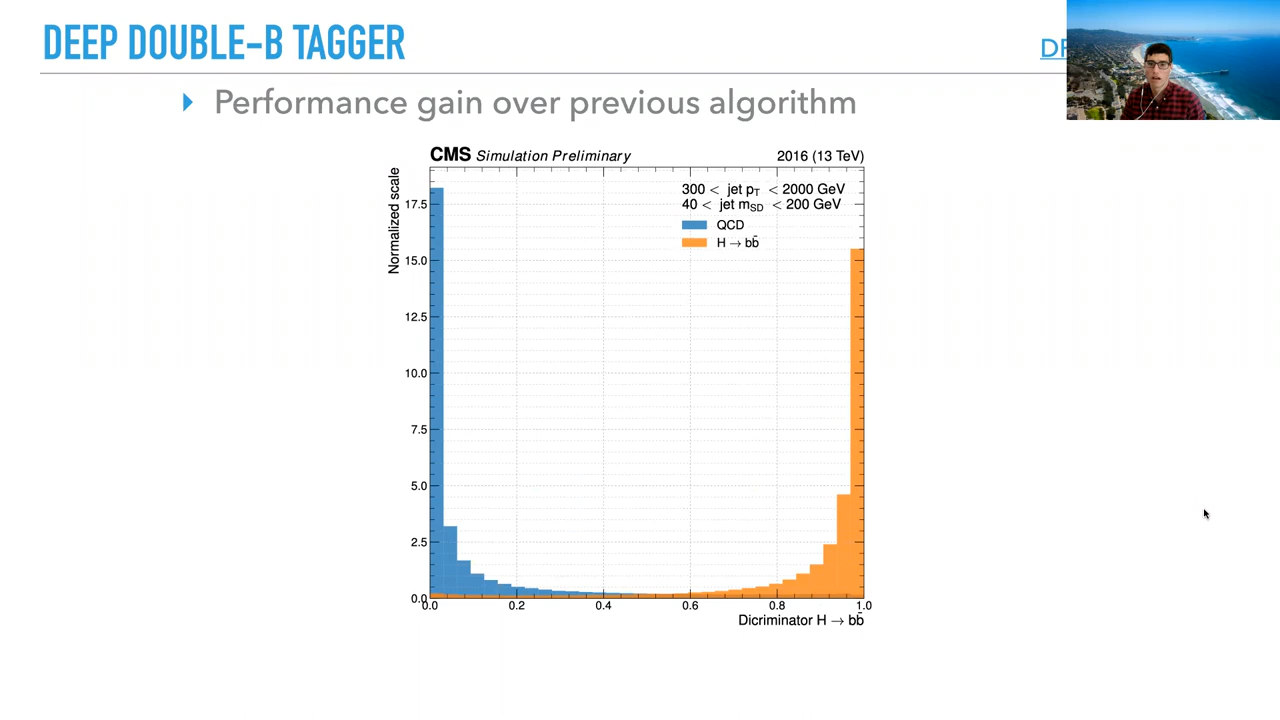 DEEP DOUBLE-B TAGGER
Performance gain over previous algorithm
CMS Simulation Preliminary 2016 (13 TeV)
Normalized scale
300 < jet pT < 2000 GeV
40 < jet mSD < 200 GeV
QCD
H → bb̄
17.5
15.0
12.5
10.0
7.5
5.0
2.5
0.0
0.0 0.2 0.4 0.6 0.8 1.0
Dicriminator H → bb̄